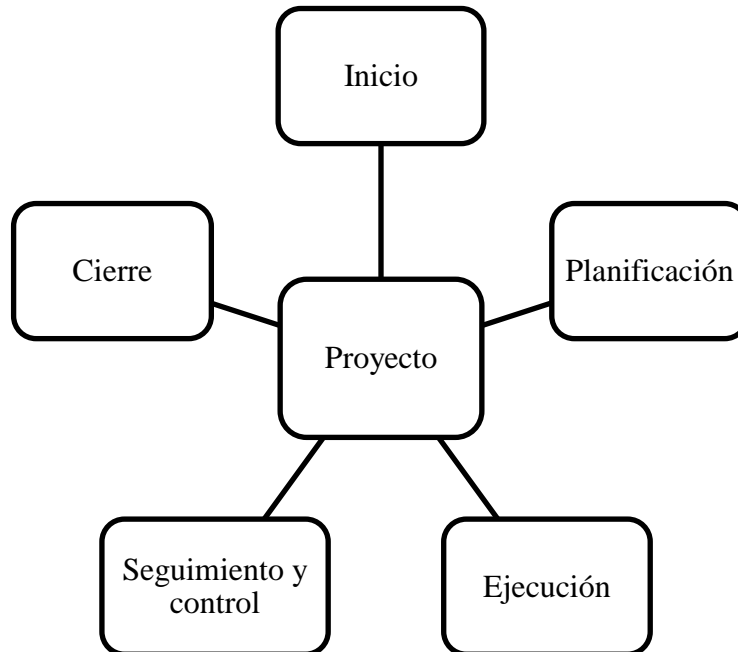 Inicio
Cierre
Planificación
Proyecto
Seguimiento y
control
Ejecución